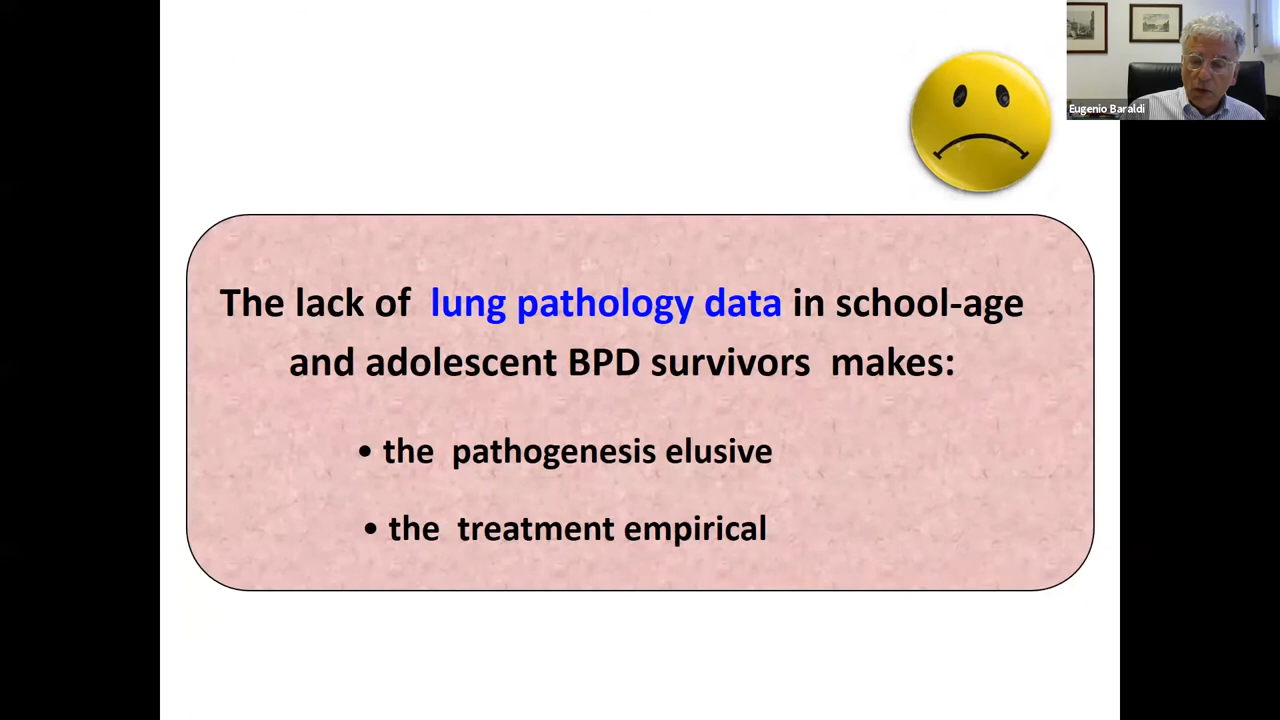 Eugenio Baraldi
The lack of lung pathology data in school-age
and adolescent BPD survivors makes:
• the pathogenesis elusive
• the treatment empirical